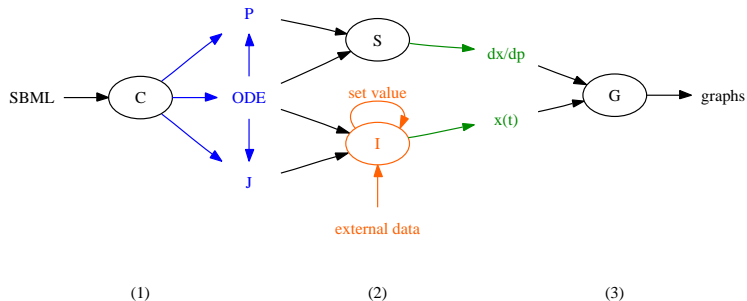 P
S
dx/dp
set value
SBML
C
ODE
G
graphs
x(t)
I
J
external data
(1)
(2)
(3)